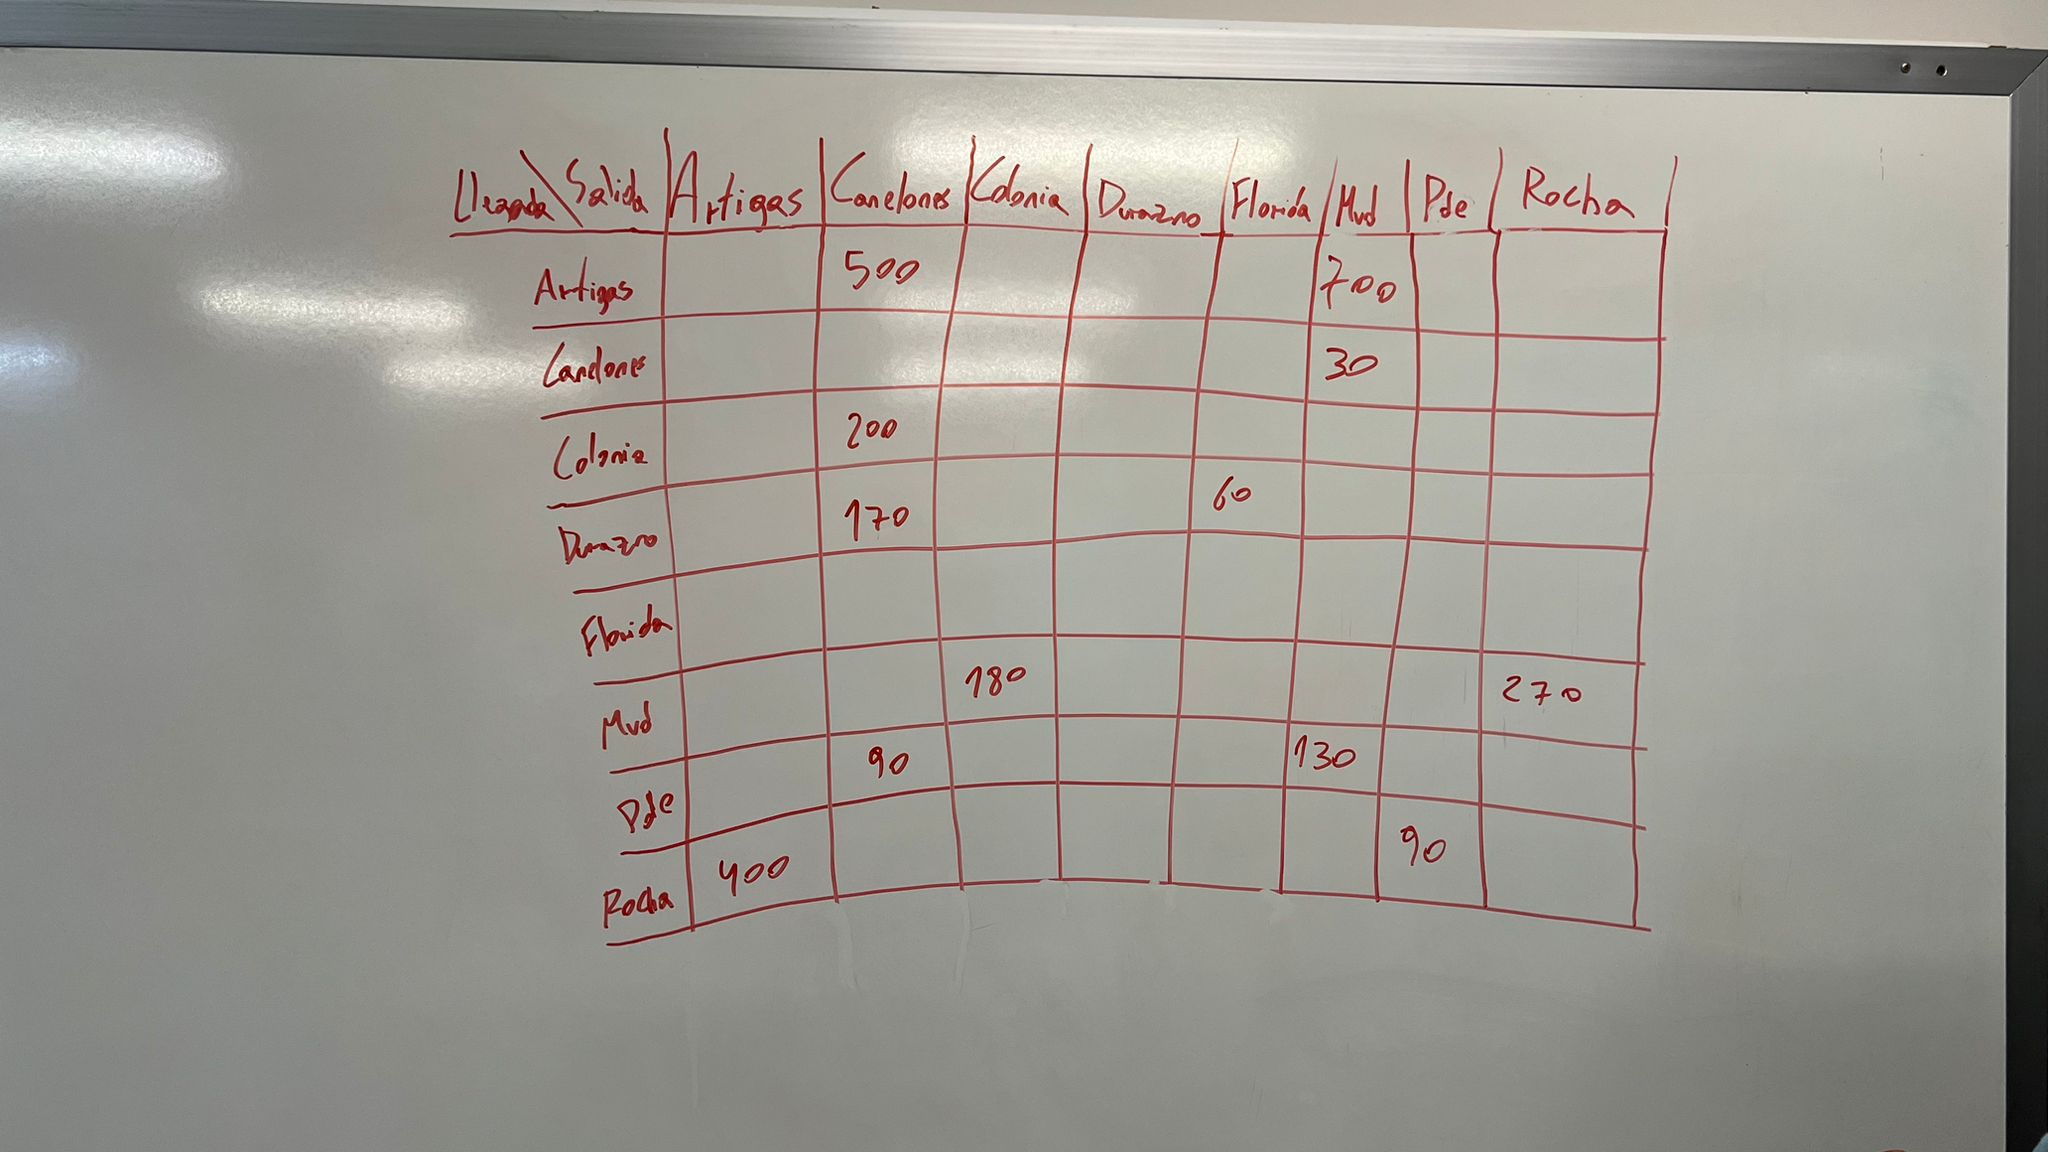 Llegada\Salida Artigas Canelones Colonia Durazno Florida Mvd Pde Rocha
Artigas 500 700
Canelones 30
Colonia 200
Durazno 170 60
Florida
Mvd 180 270
Pde 90 130
Rocha 400 90